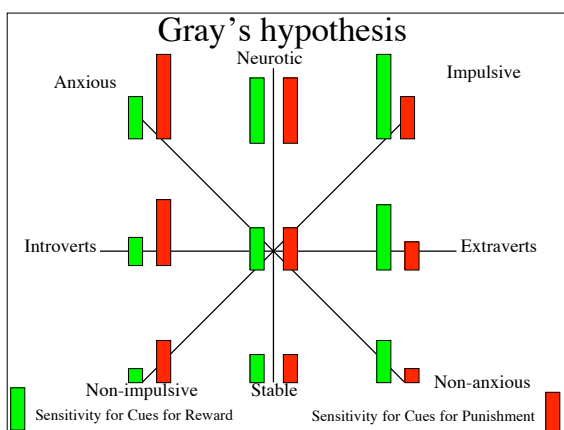 Gray's hypothesis
Neurotic
Anxious
Impulsive
Introverts
Extraverts
Non-impulsive
Stable
Non-anxious
Sensitivity for Cues for Reward
Sensitivity for Cues for Punishment